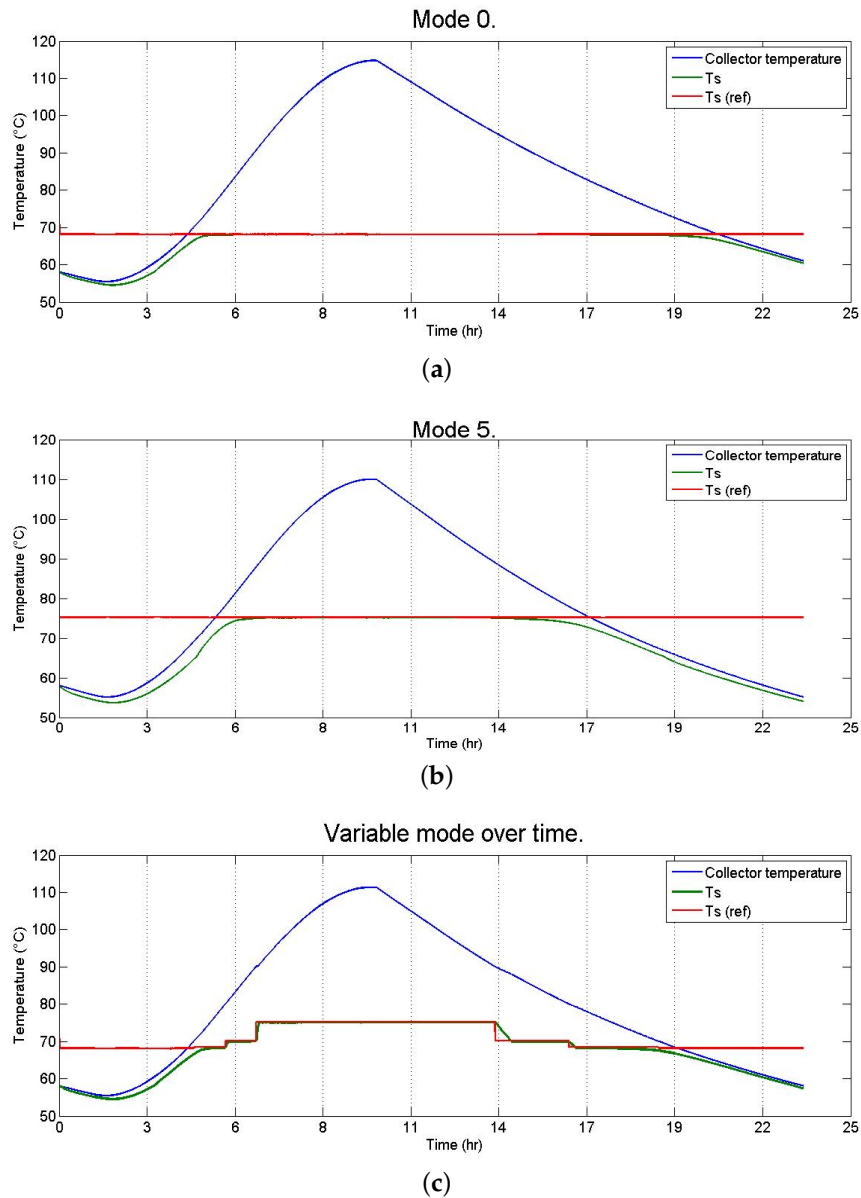 Mode 0.
120
110
100
90
80
70
60
50
Temperature (°C)
Collector temperature
Ts
Ts (ref)
0 3 6 8 11 14 17 19 22 25
Time (hr)
(a)
Mode 5.
120
110
100
90
80
70
60
50
Temperature (°C)
Collector temperature
Ts
Ts (ref)
0 3 6 8 11 14 17 19 22 25
Time (hr)
(b)
Variable mode over time.
120
110
100
90
80
70
60
50
Temperature (°C)
Collector temperature
Ts
Ts (ref)
0 3 6 8 11 14 17 19 22 25
Time (hr)
(c)